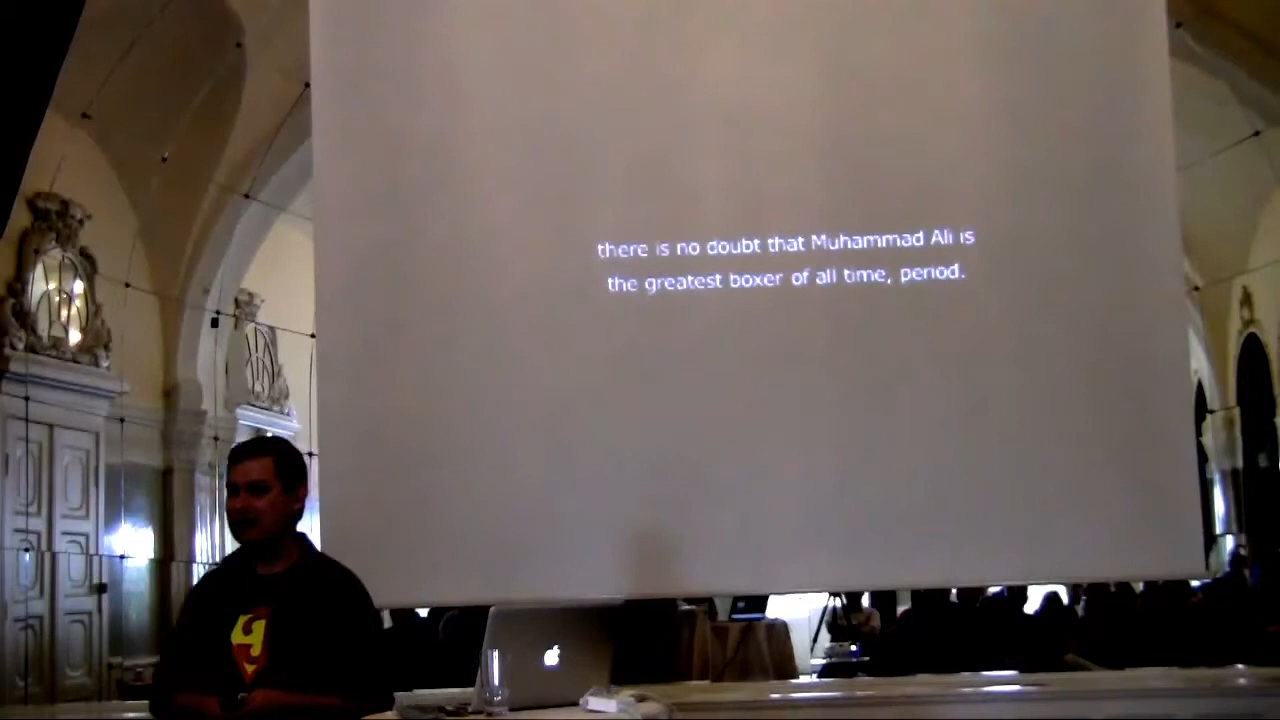 there is no doubt that Muhammad Ali is
the greatest boxer of all time, period.